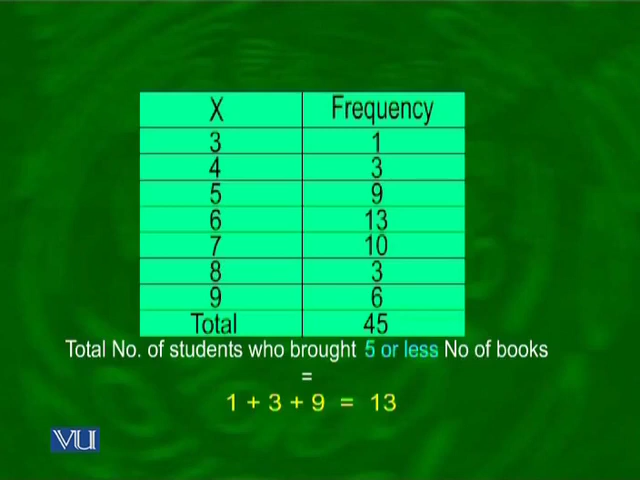 X Frequency
3 1
4 3
5 9
6 13
7 10
8 3
9 6
Total 45
Total No. of students who brought 5 or less No of books
=
1 + 3 + 9 = 13
VU